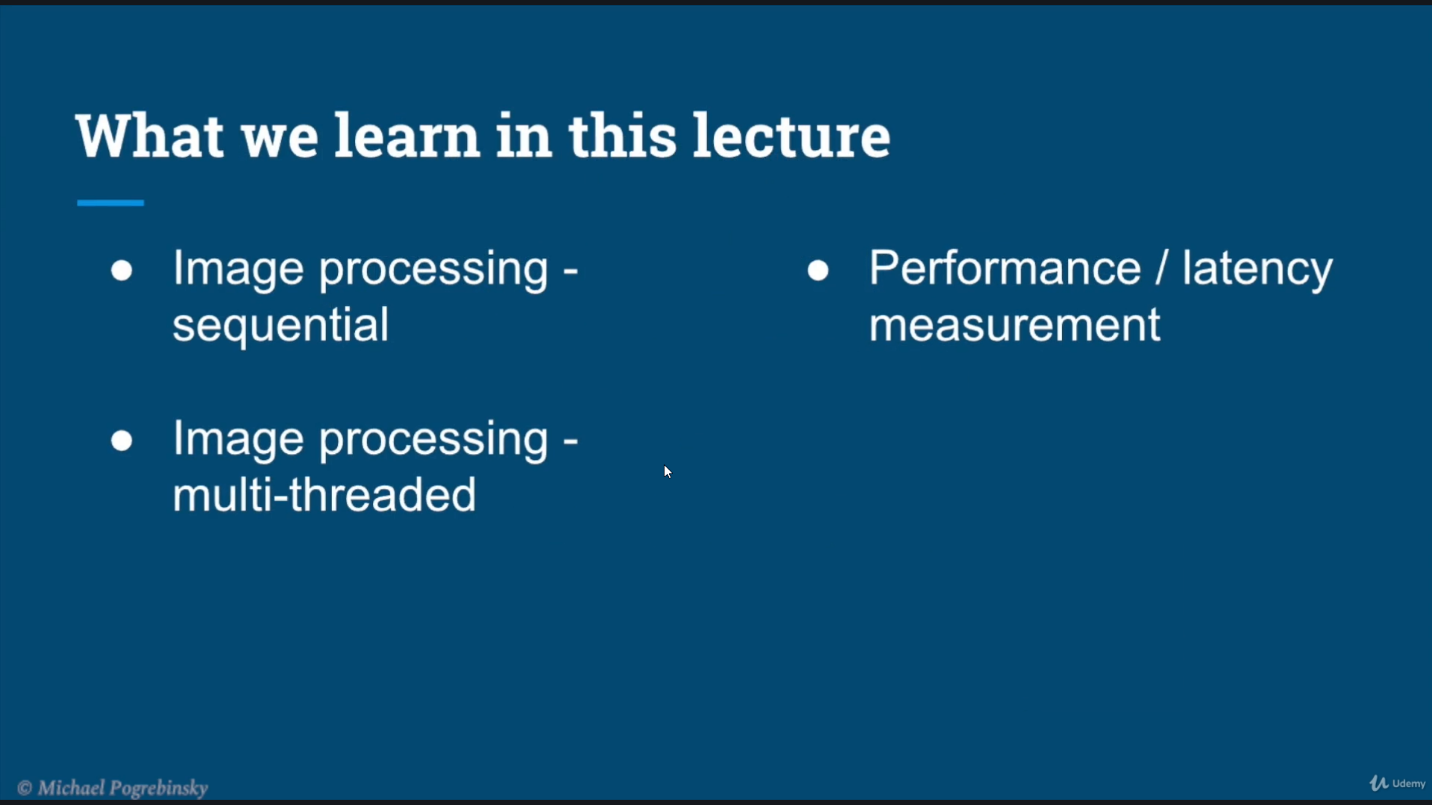 What we learn in this lecture
● Image processing -
sequential
● Image processing -
multi-threaded
● Performance / latency
measurement
© Michael Pogrebinsky
Udemy